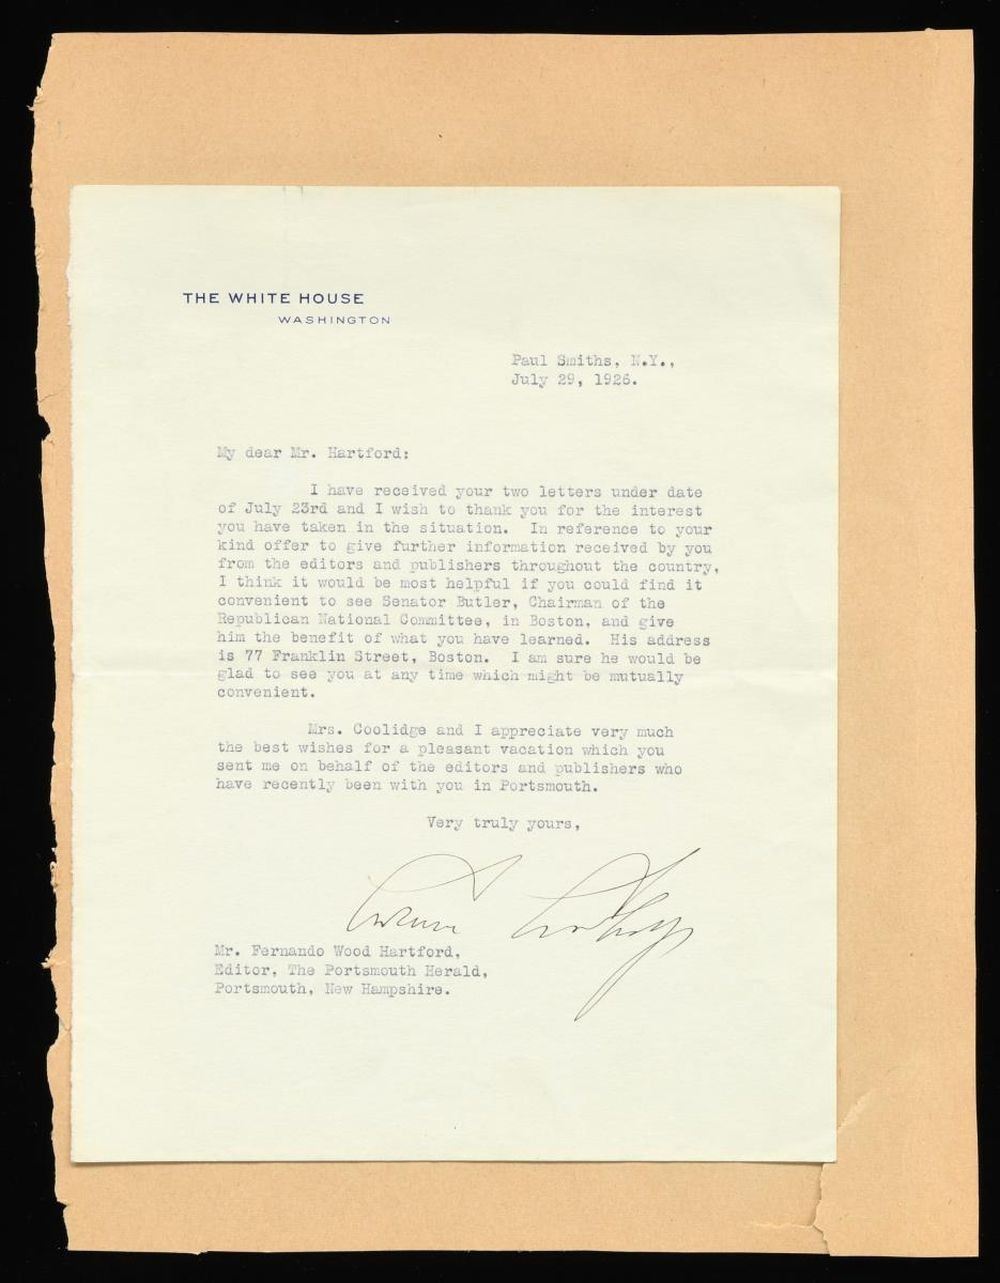 THE WHITE HOUSE
WASHINGTON
Paul Smiths, N.Y.,
July 29, 1926.
My dear Mr. Hartford:
I have received your two letters under date
of July 23rd and I wish to thank you for the interest
you have taken in the situation. In reference to your
kind offer to give further information received by you
from the editors and publishers throughout the country,
I think it would be most helpful if you could find it
convenient to see Senator Butler, Chairman of the
Republican National Committee, in Boston, and give
him the benefit of what you have learned. His address
is 77 Franklin Street, Boston. I am sure he would be
glad to see you at any time which might be mutually
convenient.
Mrs. Coolidge and I appreciate very much
the best wishes for a pleasant vacation which you
sent me on behalf of the editors and publishers who
have recently been with you in Portsmouth.
Very truly yours,
Calvin Coolidge
Mr. Fernando Wood Hartford,
Editor, The Portsmouth Herald,
Portsmouth, New Hampshire.